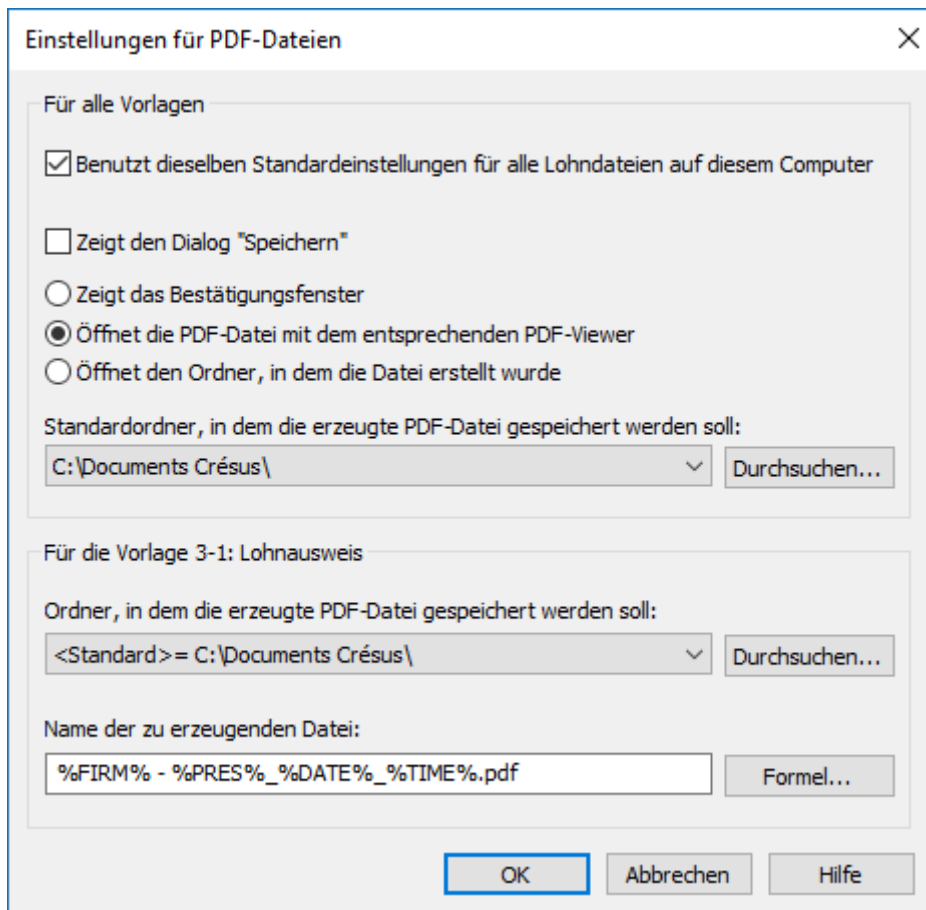 Einstellungen für PDF-Dateien
Für alle Vorlagen
Benutzt dieselben Standardeinstellungen für alle Lohndateien auf diesem Computer
Zeigt den Dialog "Speichern"
Zeigt das Bestätigungsfenster
Öffnet die PDF-Datei mit dem entsprechenden PDF-Viewer
Öffnet den Ordner, in dem die Datei erstellt wurde
Standardordner, in dem die erzeugte PDF-Datei gespeichert werden soll:
C:\Documents Crésus\ Durchsuchen...
Für die Vorlage 3-1: Lohnausweis
Ordner, in dem die erzeugte PDF-Datei gespeichert werden soll:
<Standard>= C:\Documents Crésus\ Durchsuchen...
Name der zu erzeugenden Datei:
%FIRM% - %PRES%_%DATE%_%TIME%.pdf Formel...
OK Abbrechen Hilfe